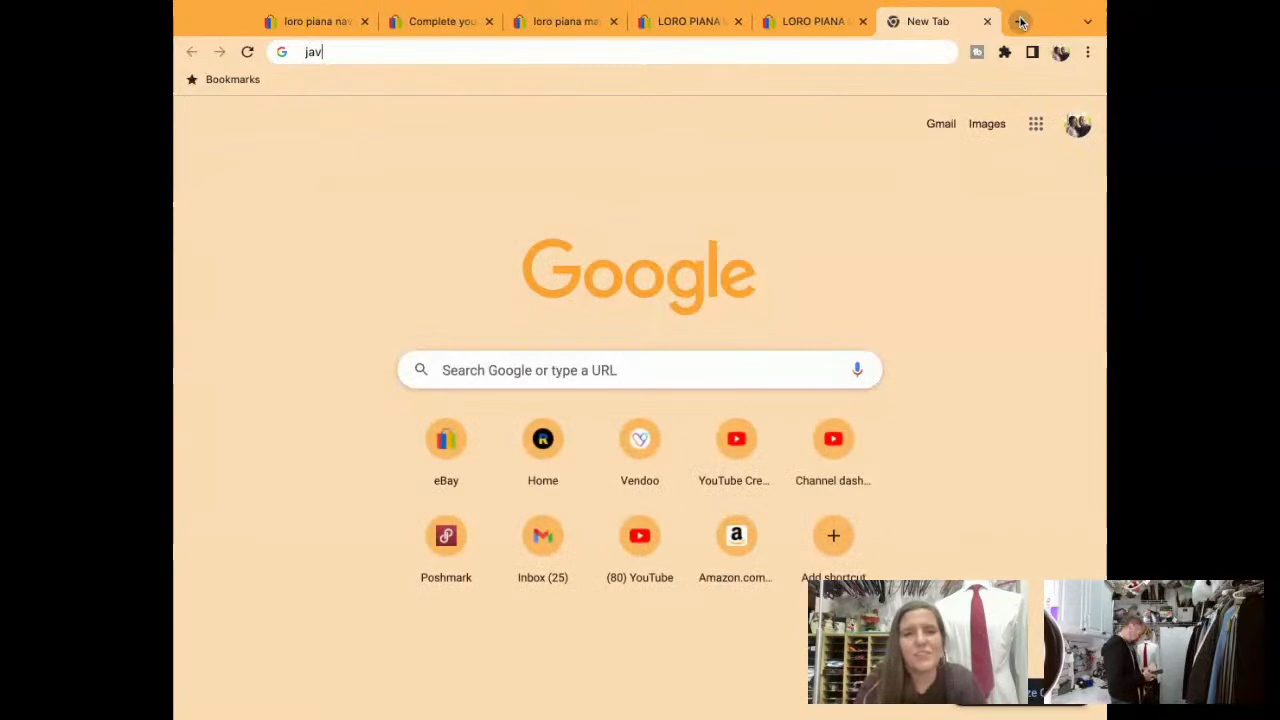 loro piana nav
Complete you
loro piana ma
LORO PIANA
LORO PIANA
New Tab
jav
Bookmarks
Gmail
Images
Google
Search Google or type a URL
eBay
Home
Vendoo
YouTube Cre...
Channel dash...
Poshmark
Inbox (25)
(80) YouTube
Amazon.com...
Add shortcut